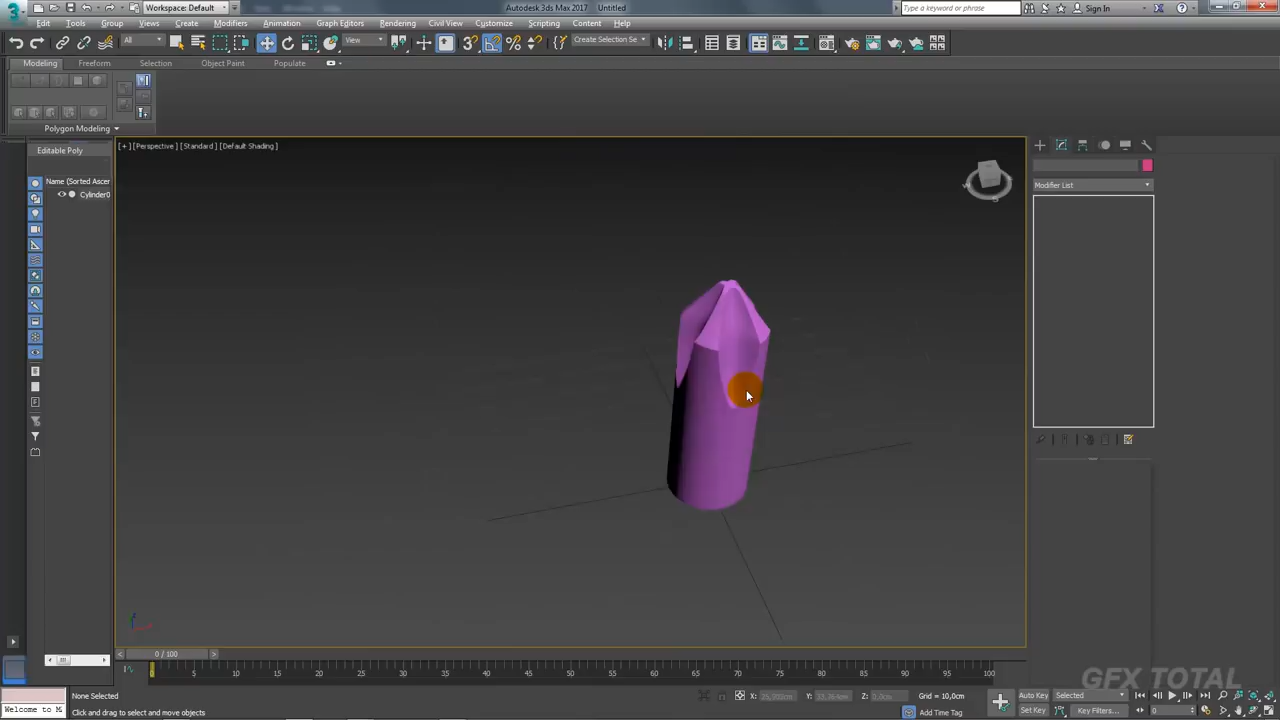 Workspace: Default
Autodesk 3ds Max 2017 Untitled
Type a keyword or phrase
Sign In
Edit Tools Group Views Create Modifiers Animation Graph Editors Rendering Civil View Customize Scripting Content Help
All
View
Create Selection Se
Modeling Freeform Selection Object Paint Populate
Polygon Modeling
[+] [Perspective] [Standard] [Default Shading]
Editable Poly
Name (Sorted Ascer
Cylinder0
Modifier List
0 / 100
0 5 10 15 20 25 30 35 40 45 50 55 60 65 70 75 80 85 90 95 100
GFX TOTAL
None Selected
X:
Y:
Z: 0,0cm
Grid = 10,0cm
Auto Key
Selected
Welcome to M
Click and drag to select and move objects
Add Time Tag
Set Key
Key Filters...
0